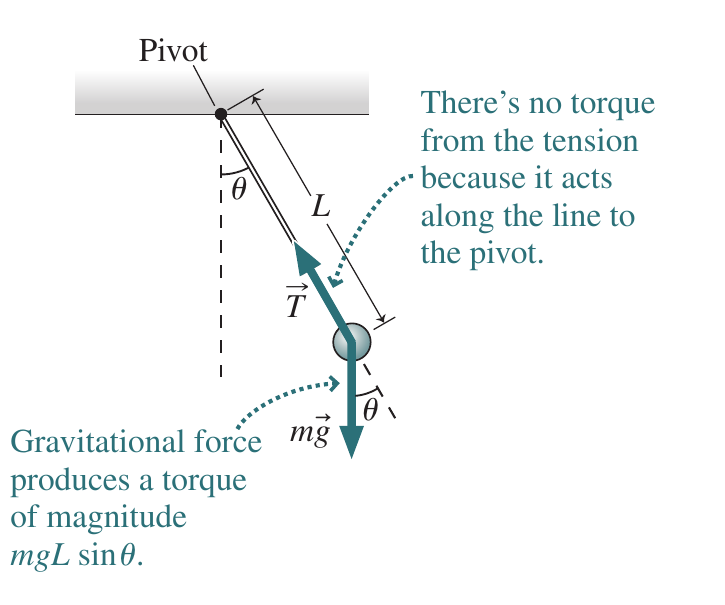 Pivot
There's no torque
from the tension
because it acts
along the line to
the pivot.
θ
L
T⃗
θ
mg⃗
Gravitational force
produces a torque
of magnitude
mgL sinθ.